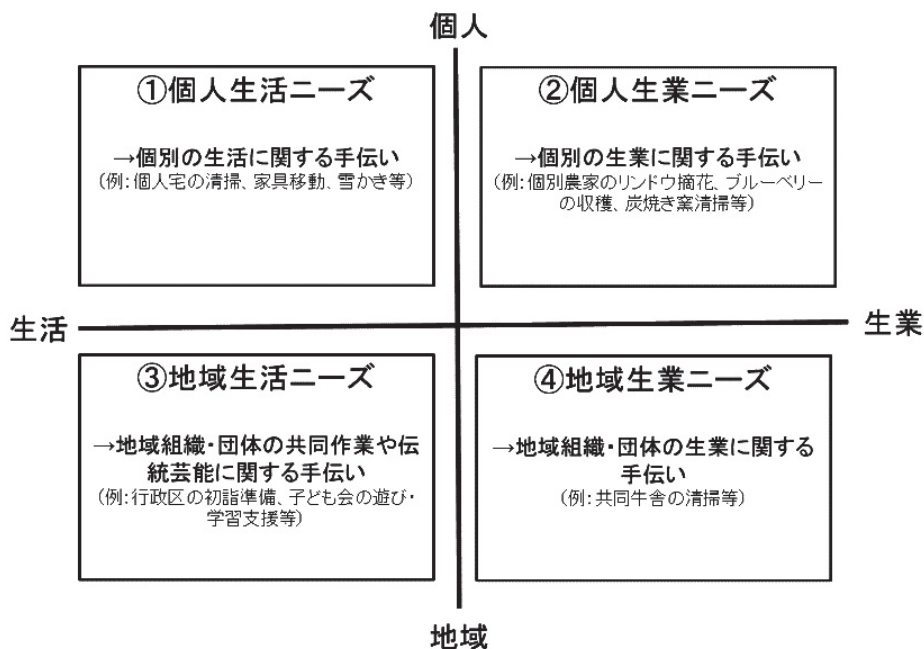 個人
①個人生活ニーズ
→個別の生活に関する手伝い
(例:個人宅の清掃、家具移動、雪かき等)
②個人生業ニーズ
→個別の生業に関する手伝い
(例:個別農家のリンドウ摘花、ブルーベリー
の収穫、炭焼き窯清掃等)
生活
生業
③地域生活ニーズ
→地域組織・団体の共同作業や伝
統芸能に関する手伝い
(例:行政区の初詣準備、子ども会の遊び・
学習支援等)
④地域生業ニーズ
→地域組織・団体の生業に関する
手伝い
(例:共同牛舎の清掃等)
地域